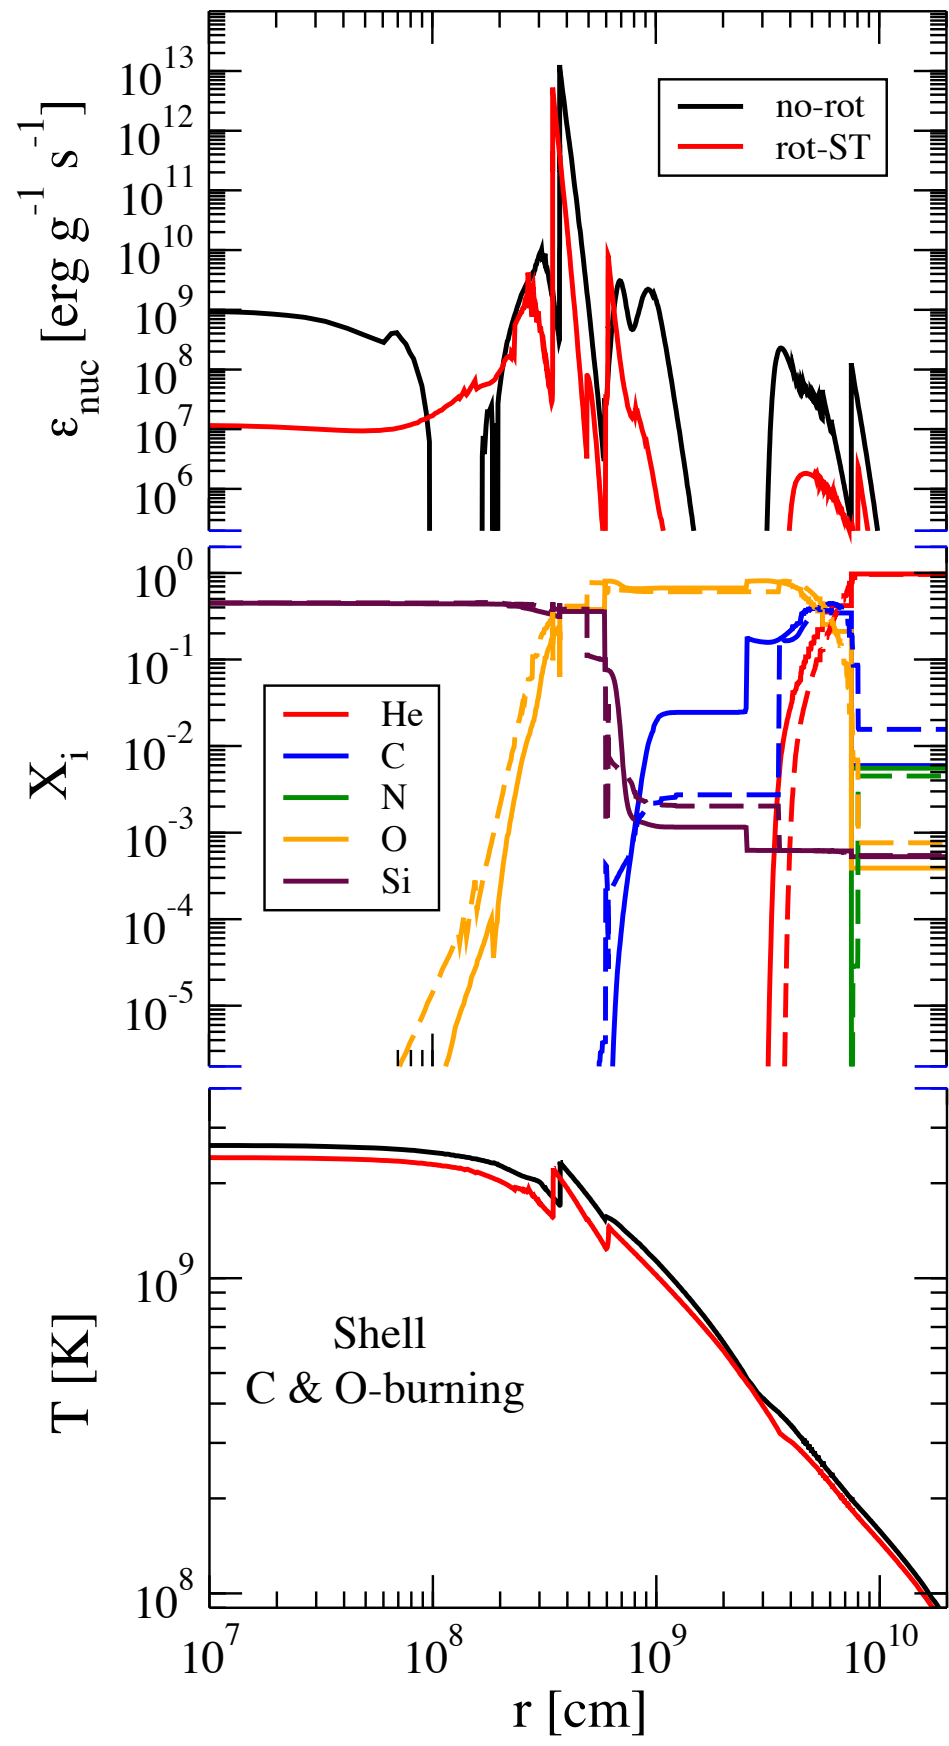 10^13
10^12
10^11
10^10
10^9
10^8
10^7
10^6
ε_nuc [erg g^-1 s^-1]
no-rot
rot-ST
10^0
10^-1
10^-2
10^-3
10^-4
10^-5
X_i
He
C
N
O
Si
10^9
10^8
T [K]
Shell
C & O-burning
10^7 10^8 10^9 10^10
r [cm]